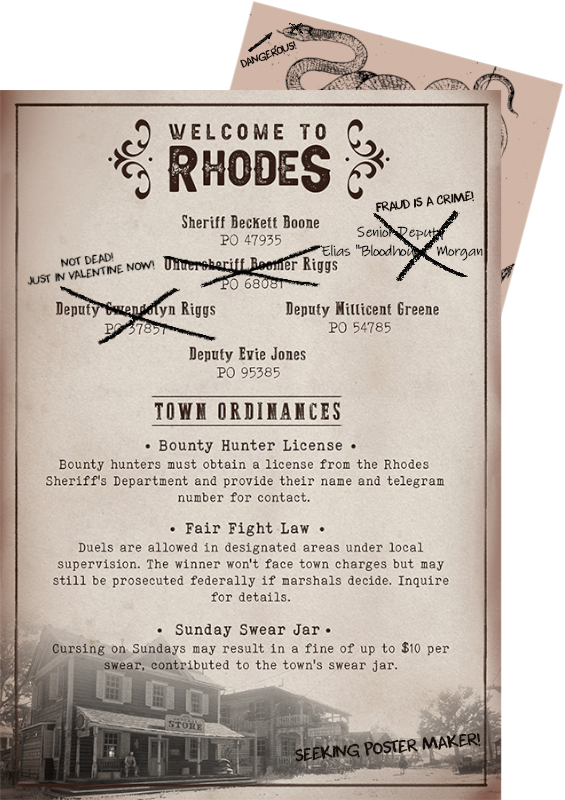 DANGEROUS!
WELCOME TO
RHODES
FRAUD IS A CRIME!
Sheriff Beckett Boone
PO 47935
Senior Deputy
Elias "Bloodhound" Morgan
NOT DEAD!
JUST IN VALENTINE NOW!
Undersheriff Boomer Riggs
PO 68081
Deputy Gwendolyn Riggs
PO 37857
Deputy Millicent Greene
PO 54785
Deputy Evie Jones
PO 95385
TOWN ORDINANCES
• Bounty Hunter License •
Bounty hunters must obtain a license from the Rhodes
Sheriff's Department and provide their name and telegram
number for contact.
• Fair Fight Law •
Duels are allowed in designated areas under local
supervision. The winner won't face town charges but may
still be prosecuted federally if marshals decide. Inquire
for details.
• Sunday Swear Jar •
Cursing on Sundays may result in a fine of up to $10 per
swear, contributed to the town's swear jar.
STORE
SEEKING POSTER MAKER!